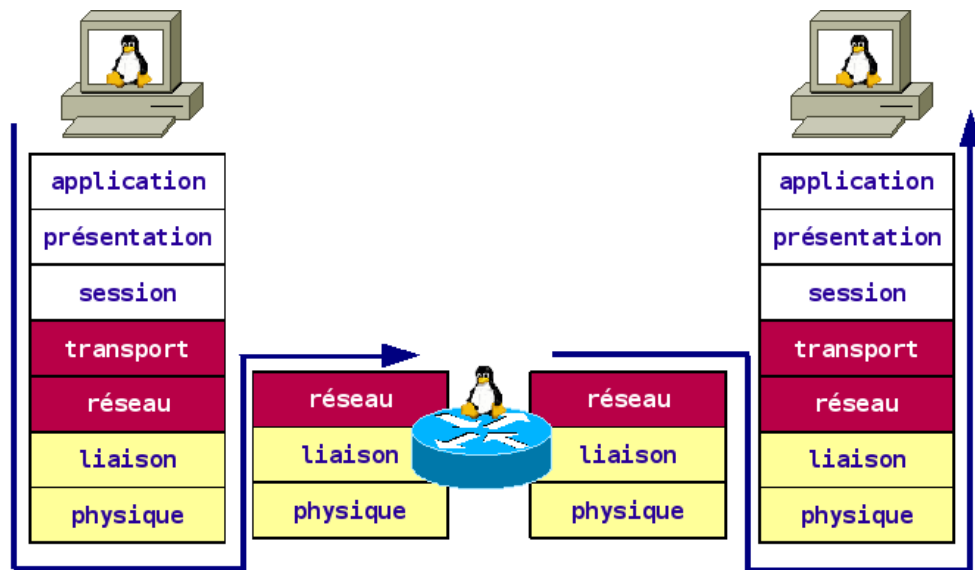 application
présentation
session
transport
réseau
liaison
physique
réseau
liaison
physique
réseau
liaison
physique
application
présentation
session
transport
réseau
liaison
physique